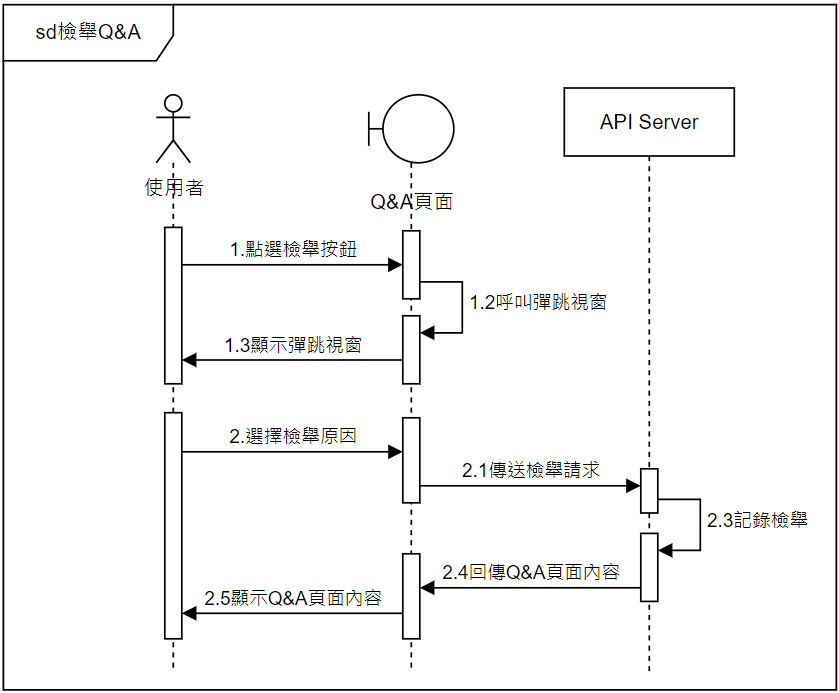 sd檢舉Q&A
API Server
使用者
Q&A頁面
1.點選檢舉按鈕
1.2呼叫彈跳視窗
1.3顯示彈跳視窗
2.選擇檢舉原因
2.1傳送檢舉請求
2.3記錄檢舉
2.4回傳Q&A頁面內容
2.5顯示Q&A頁面內容